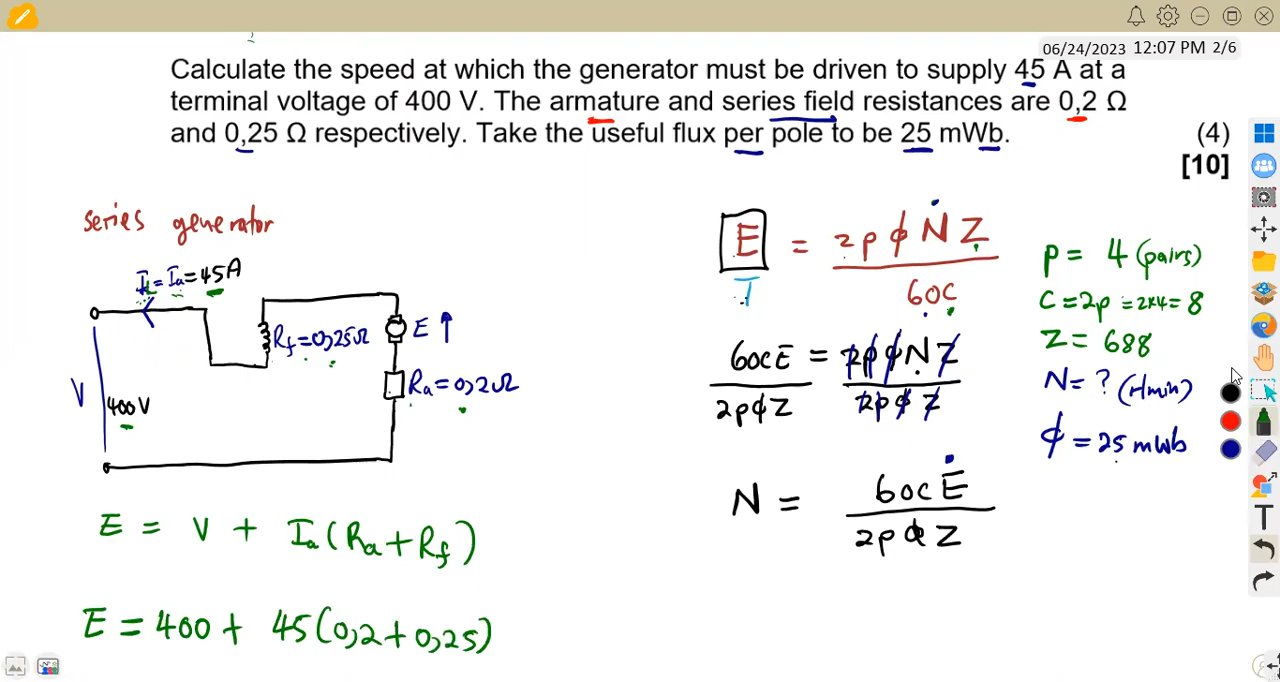 06/24/2023 12:07 PM 2/6
Calculate the speed at which the generator must be driven to supply 45 A at a
terminal voltage of 400 V. The armature and series field resistances are 0,2 Ω
and 0,25 Ω respectively. Take the useful flux per pole to be 25 mWb.
(4)
[10]
series generator
IL = Ia = 45A
Rf = 0,25Ω
E ↑
Ra = 0,2Ω
V
400V
E = V + Ia (Ra + Rf)
E = 400 + 45(0,2 + 0,25)
E = 2pϕNZ
60c
T
60cE = 2pϕNZ
2pϕZ 2pϕZ
N = 60cE
2pϕZ
P = 4 (pairs)
C = 2p = 2x4 = 8
Z = 688
N = ? (r/min)
ϕ = 25 mWb
T